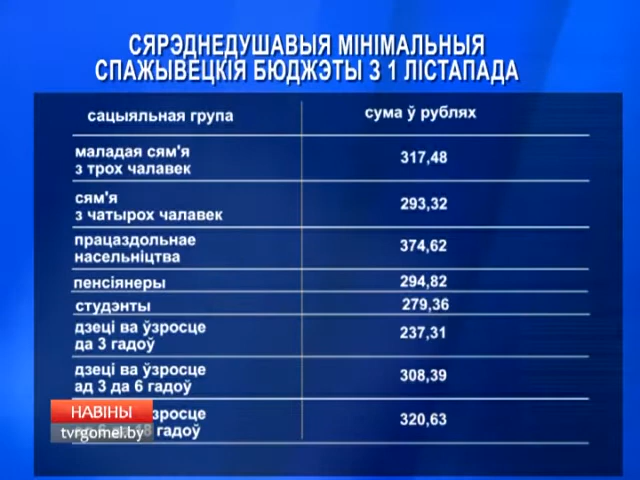 СЯРЭДНЕДУШАВЫЯ МІНІМАЛЬНЫЯ
СПАЖЫВЕЦКІЯ БЮДЖЭТЫ З 1 ЛІСТАПАДА
сацыяльная група сума ў рублях
маладая сям'я
з трох чалавек 317,48
сям'я
з чатырох чалавек 293,32
працаздольнае
насельніцтва 374,62
пенсіянеры 294,82
студэнты 279,36
дзеці ва ўзросце
да 3 гадоў 237,31
дзеці ва ўзросце
ад 3 да 6 гадоў 308,39
ўзросце 320,63
18 гадоў
НАВІНЫ
tvrgomel.by